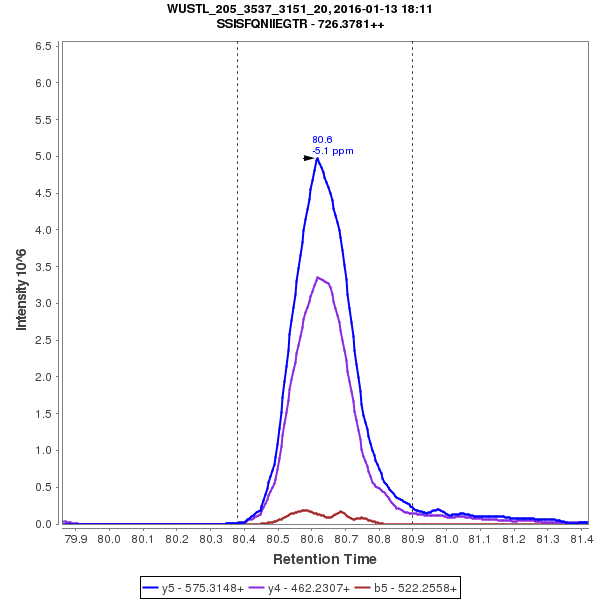 WUSTL_205_3537_3151_20, 2016-01-13 18:11
SSISFQNIIEGTR - 726.3781++
6.5
6.0
5.5
5.0
4.5
4.0
3.5
3.0
2.5
2.0
1.5
1.0
0.5
0.0
Intensity 10^6
80.6
-5.1 ppm
79.9 80.0 80.1 80.2 80.3 80.4 80.5 80.6 80.7 80.8 80.9 81.0 81.1 81.2 81.3 81.4
Retention Time
y5 - 575.3148+ y4 - 462.2307+ b5 - 522.2558+